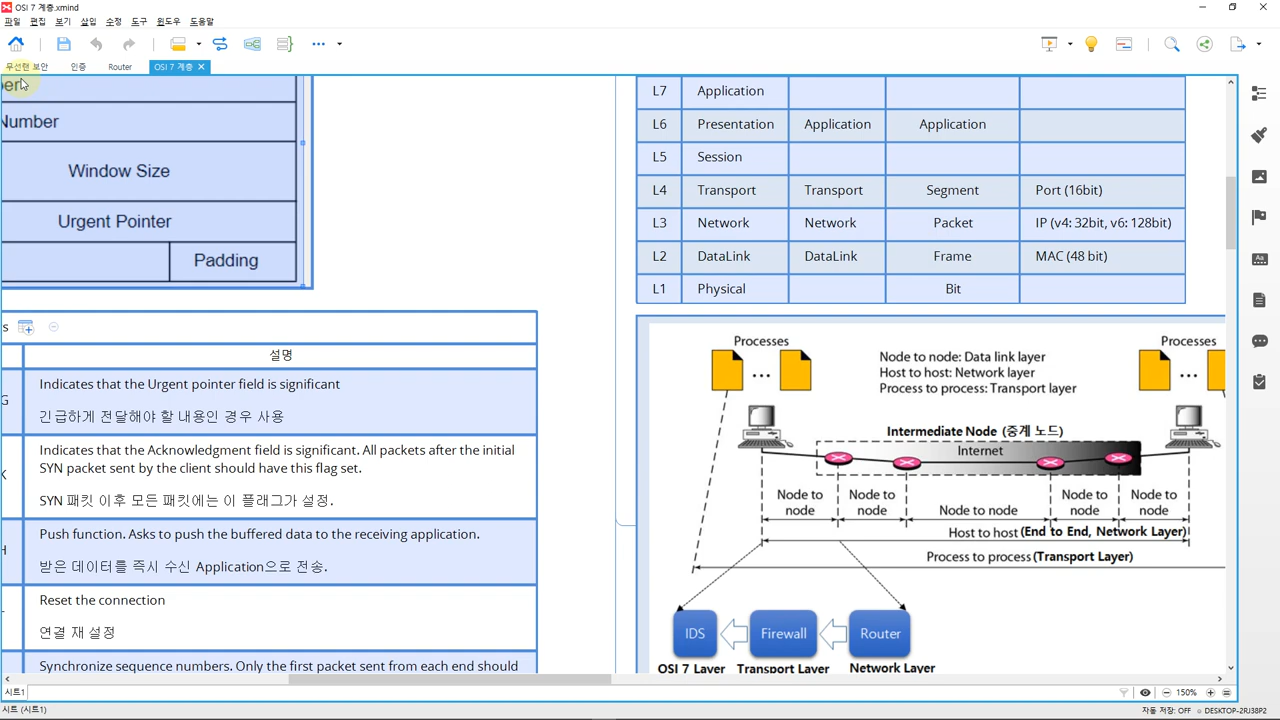 OSI 7 계층.xmind
파일 편집 보기 삽입 수정 도구 윈도우 도움말
무선랜 보안 인증 Router OSI 7 계층
Number
Window Size
Urgent Pointer
Padding
설명
Indicates that the Urgent pointer field is significant
긴급하게 전달해야 할 내용인 경우 사용
Indicates that the Acknowledgment field is significant. All packets after the initial
SYN packet sent by the client should have this flag set.
SYN 패킷 이후 모든 패킷에는 이 플래그가 설정.
Push function. Asks to push the buffered data to the receiving application.
받은 데이터를 즉시 수신 Application으로 전송.
Reset the connection
연결 재 설정
Synchronize sequence numbers. Only the first packet sent from each end should
L7 Application
L6 Presentation Application Application
L5 Session
L4 Transport Transport Segment Port (16bit)
L3 Network Network Packet IP (v4: 32bit, v6: 128bit)
L2 DataLink DataLink Frame MAC (48 bit)
L1 Physical Bit
Processes
Processes
Node to node: Data link layer
Host to host: Network layer
Process to process: Transport layer
...
...
Intermediate Node (중계 노드)
Internet
Node to Node to Node to Node to
node node Node to node node node
Host to host (End to End, Network Layer)
Process to process (Transport Layer)
IDS Firewall Router
OSI 7 Layer Transport Layer Network Layer
시트1
150%
시트 (시트1)
자동 저장: OFF DESKTOP-2RJ38P2